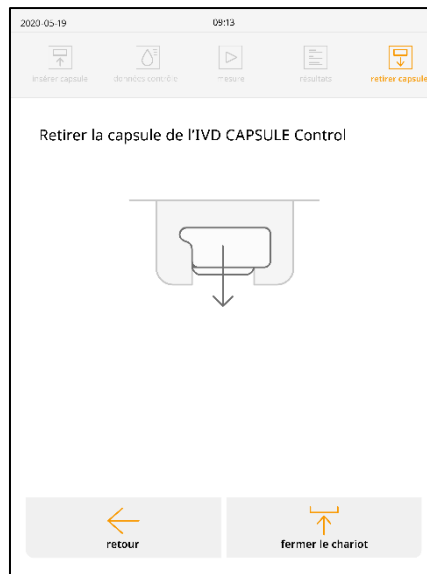 2020-05-19 09:13
insérer capsule données contrôle mesure résultats retirer capsule
Retirer la capsule de l'IVD CAPSULE Control
retour fermer le chariot